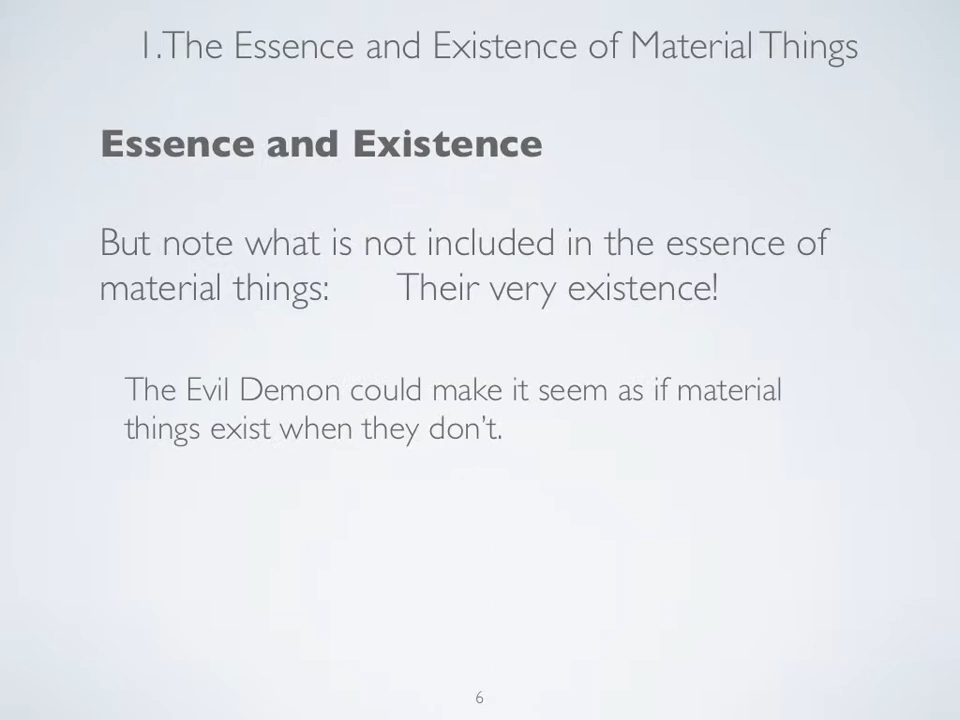 1.The Essence and Existence of Material Things
Essence and Existence
But note what is not included in the essence of
material things: Their very existence!
The Evil Demon could make it seem as if material
things exist when they don’t.
6